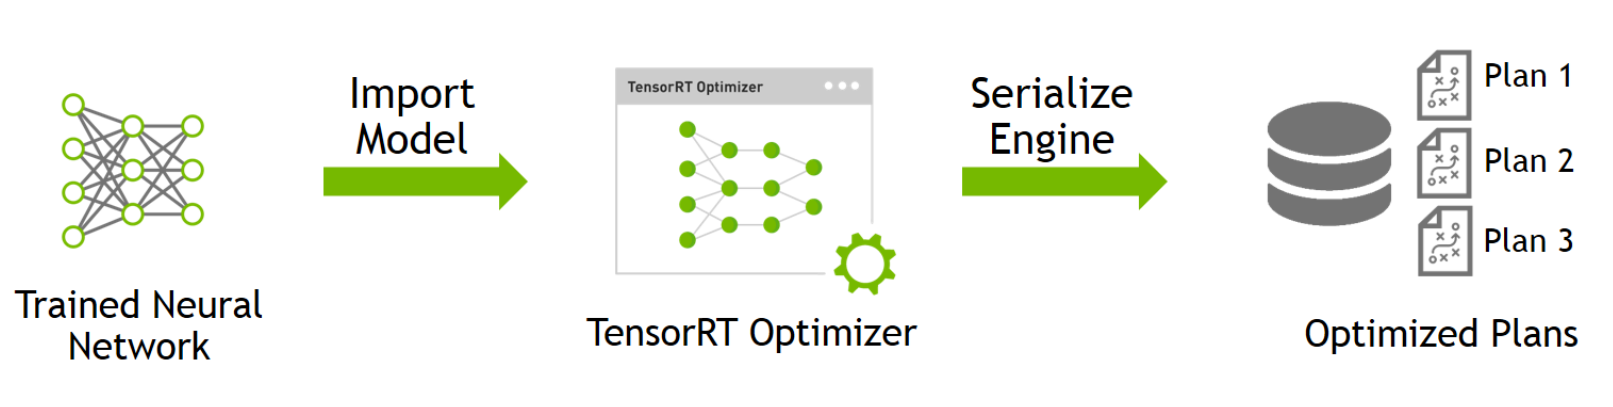 Import
Model
TensorRT Optimizer
Serialize
Engine
Plan 1
Plan 2
Plan 3
Trained Neural
Network
TensorRT Optimizer
Optimized Plans